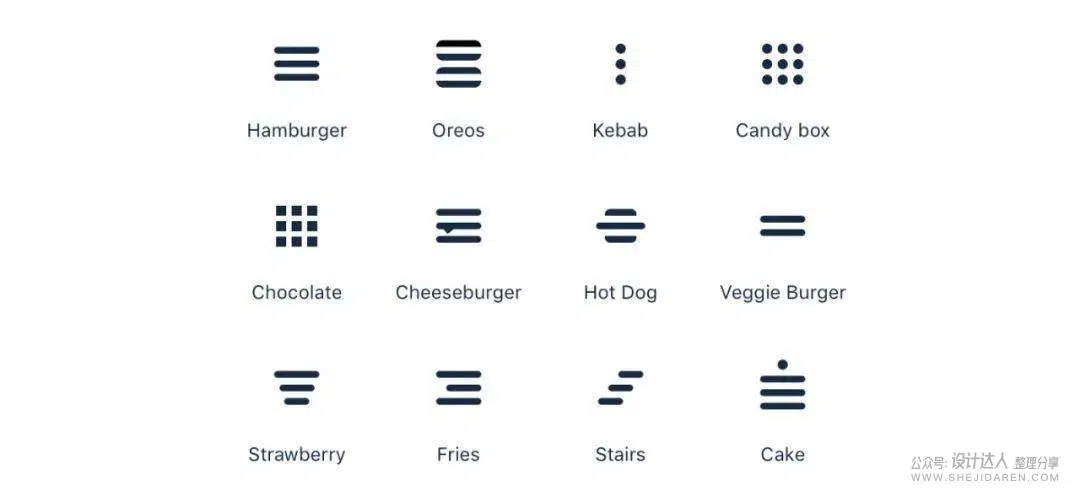 Hamburger Oreos Kebab Candy box
Chocolate Cheeseburger Hot Dog Veggie Burger
Strawberry Fries Stairs Cake
公众号: 设计达人 整理分享
WWW.SHEJIDAREN.COM